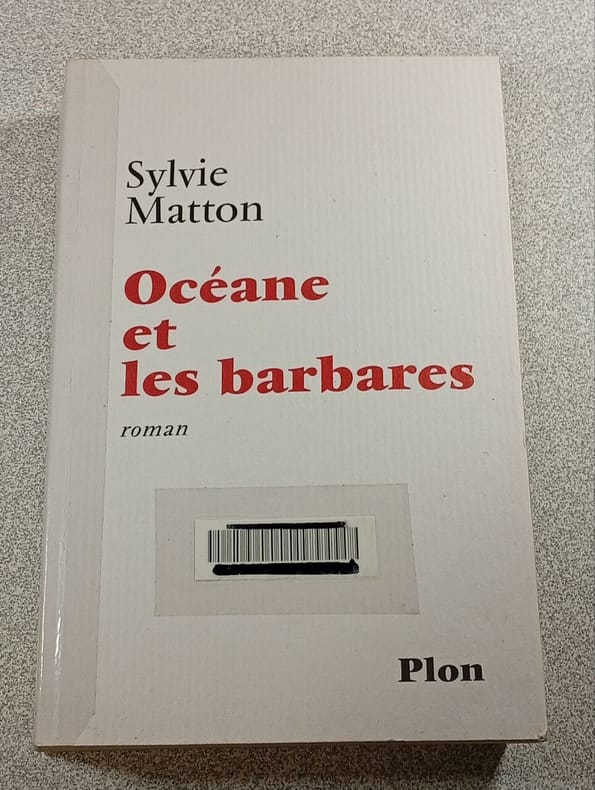 Sylvie
Matton
Océane
et
les barbares
roman
Plon